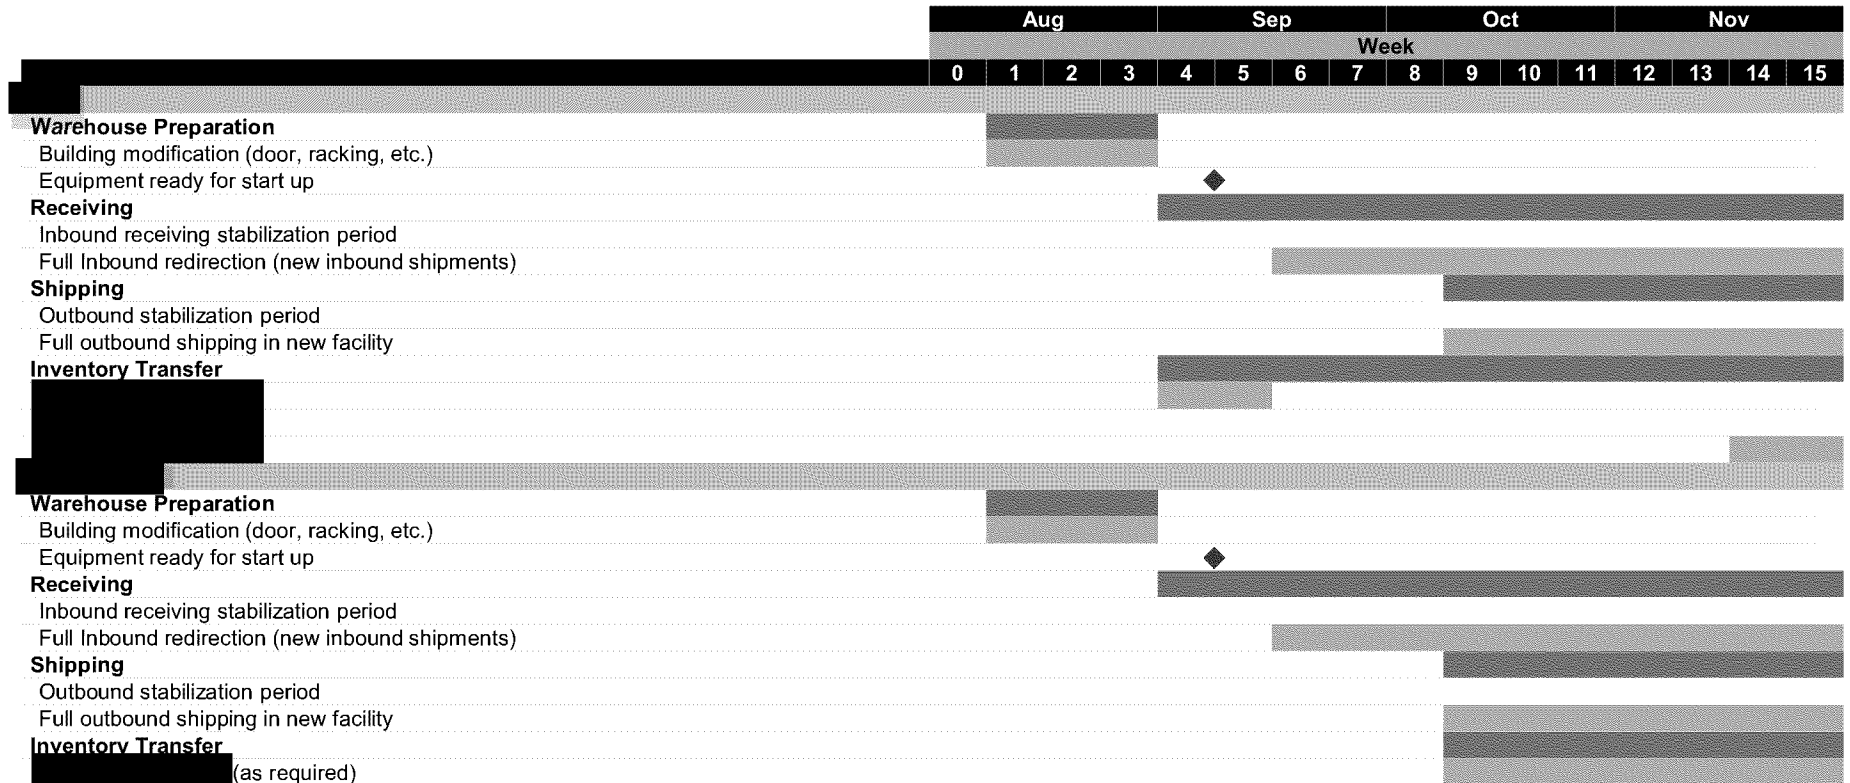 Aug Sep Oct Nov
Week
0 1 2 3 4 5 6 7 8 9 10 11 12 13 14 15
Warehouse Preparation
Building modification (door, racking, etc.)
Equipment ready for start up
Receiving
Inbound receiving stabilization period
Full Inbound redirection (new inbound shipments)
Shipping
Outbound stabilization period
Full outbound shipping in new facility
Inventory Transfer
Warehouse Preparation
Building modification (door, racking, etc.)
Equipment ready for start up
Receiving
Inbound receiving stabilization period
Full Inbound redirection (new inbound shipments)
Shipping
Outbound stabilization period
Full outbound shipping in new facility
Inventory Transfer
(as required)